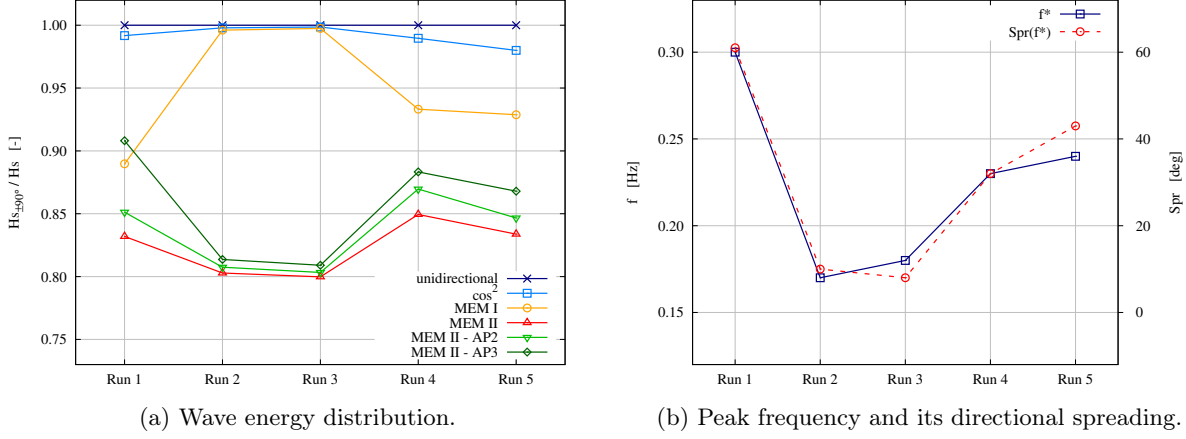 1.00
0.95
0.90
0.85
0.80
0.75
Hs±90° / Hs [-]
unidirectional
cos2
MEM I
MEM II
MEM II - AP2
MEM II - AP3
Run 1 Run 2 Run 3 Run 4 Run 5
(a) Wave energy distribution.
f*
Spr(f*)
0.30
0.25
0.20
0.15
f [Hz]
60
40
20
0
Spr [deg]
Run 1 Run 2 Run 3 Run 4 Run 5
(b) Peak frequency and its directional spreading.